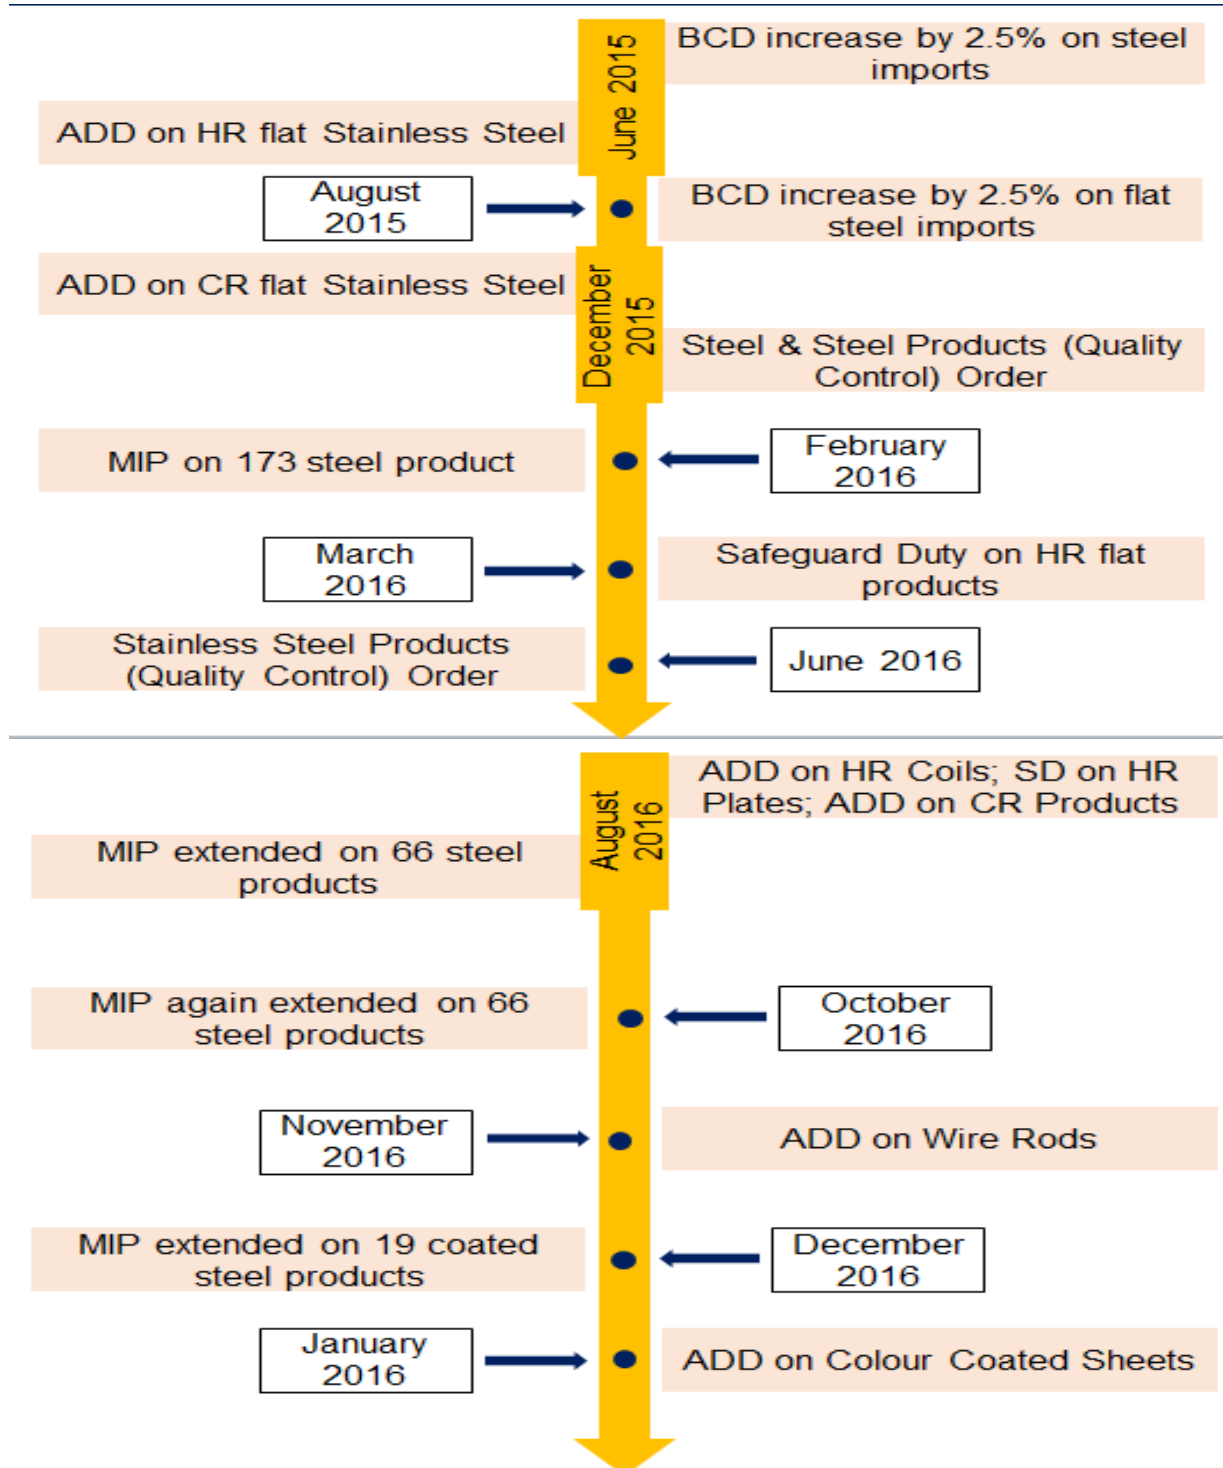 BCD increase by 2.5% on steel
imports
June 2015
ADD on HR flat Stainless Steel
August
2015
BCD increase by 2.5% on flat
steel imports
ADD on CR flat Stainless Steel
December
2015
Steel & Steel Products (Quality
Control) Order
MIP on 173 steel product
February
2016
March
2016
Safeguard Duty on HR flat
products
Stainless Steel Products
(Quality Control) Order
June 2016
ADD on HR Coils; SD on HR
Plates; ADD on CR Products
August
2016
MIP extended on 66 steel
products
MIP again extended on 66
steel products
October
2016
November
2016
ADD on Wire Rods
MIP extended on 19 coated
steel products
December
2016
January
2016
ADD on Colour Coated Sheets